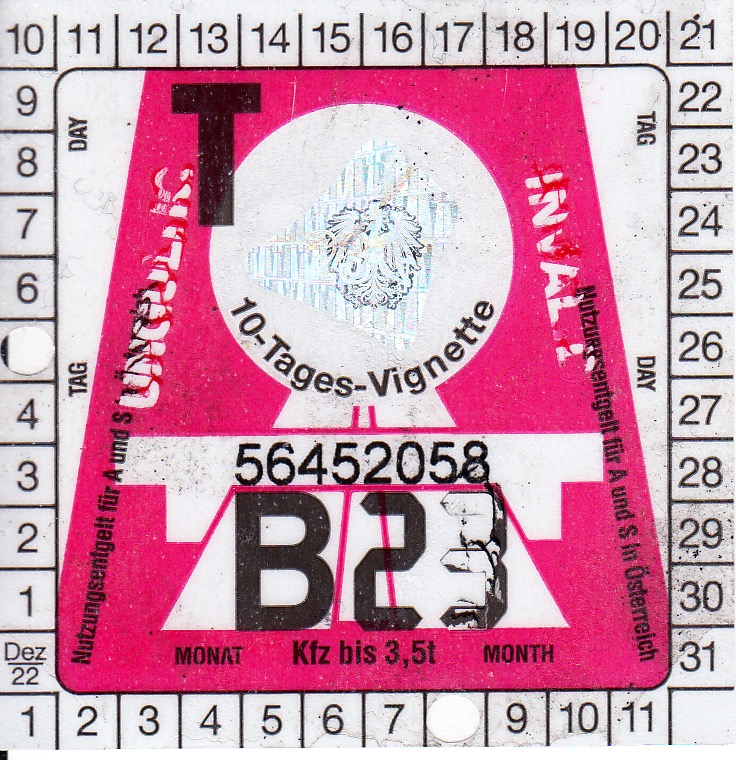 10 11 12 13 14 15 16 17 18 19 20 21
9 22
8 23
7 24
6 25
26
4 27
3 28
2 29
1 30
Dez
22
31
1 2 3 4 5 6 7 9 10 11
DAY
TAG
T
TAG
DAY
UNGÜLTIG
INVALID
10-Tages-Vignette
Nutzungsentgelt für A und S in Österreich
Nutzungsentgelt für A und S in Österreich
56452058
B23
MONAT Kfz bis 3,5t MONTH